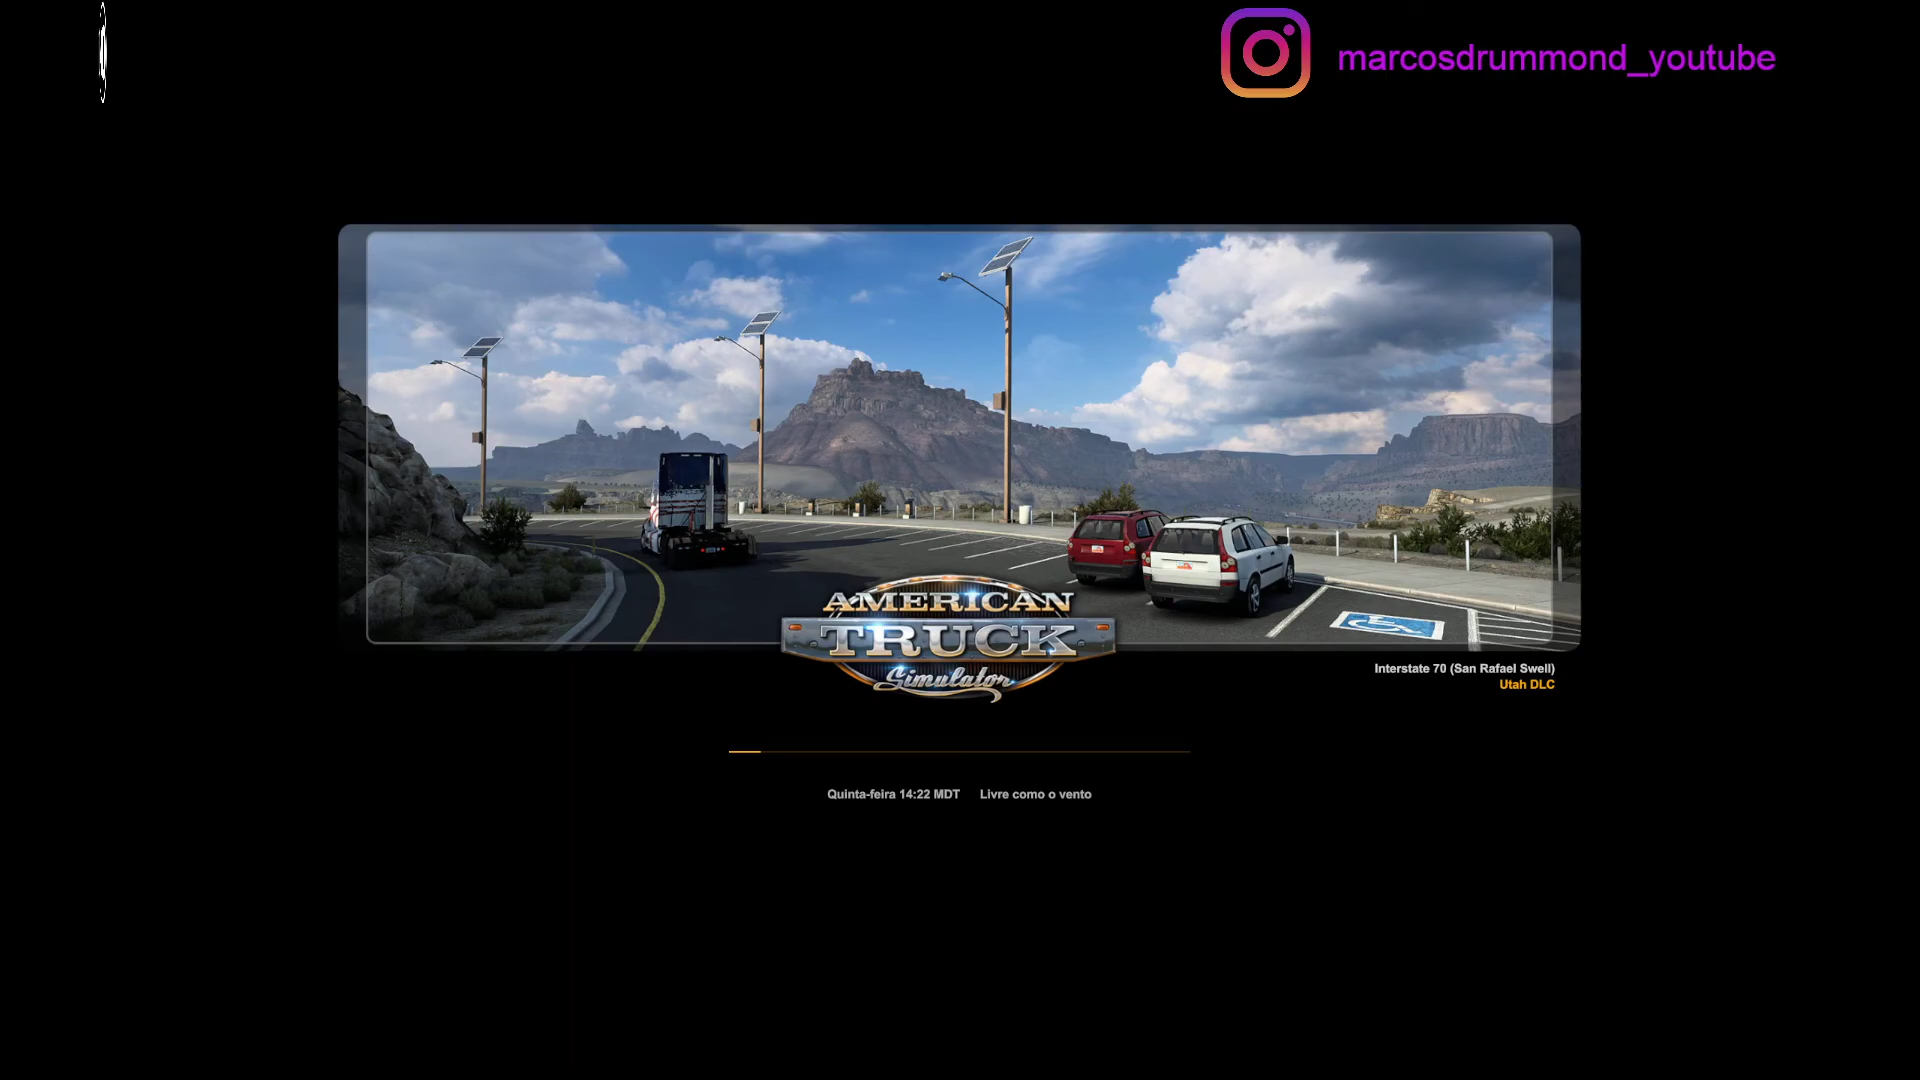 marcosdrummond_youtube
AMERICAN
TRUCK
Simulator
Interstate 70 (San Rafael Swell)
Utah DLC
Quinta-feira 14:22 MDT Livre como o vento